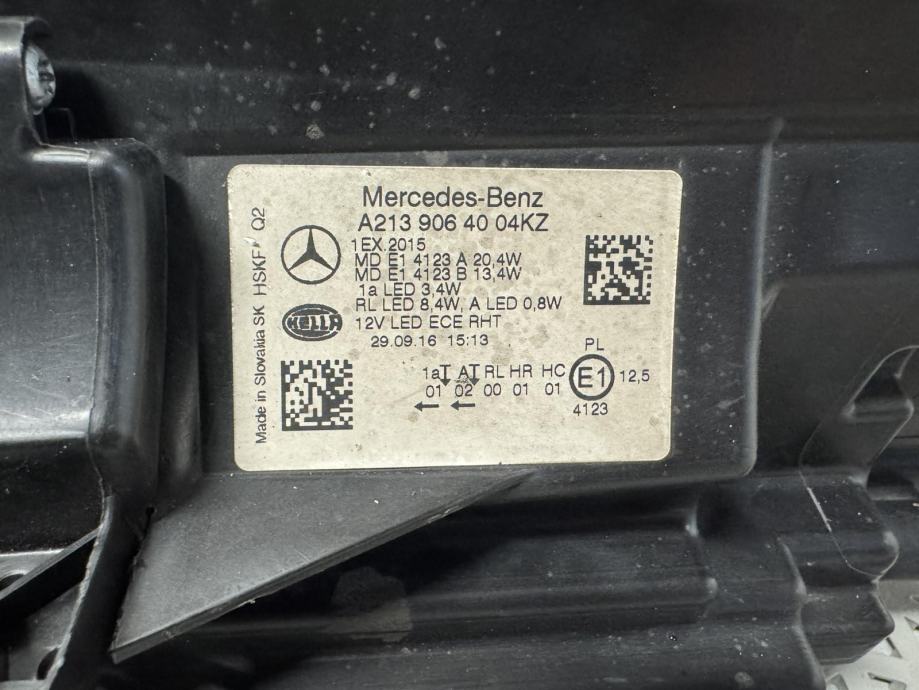 Mercedes-Benz
A213 906 40 04KZ
1EX.2015
MD E1 4123 A 20,4W
MD E1 4123 B 13,4W
1a LED 3,4W
RL LED 8,4W, A LED 0,8W
12V LED ECE RHT
29.09.16 15:13
HELLA
Made in Slovakia SK HSKF Q2
1aT AT RL HR HC
01 02 00 01 01
← ←
PL
E1 12,5
4123